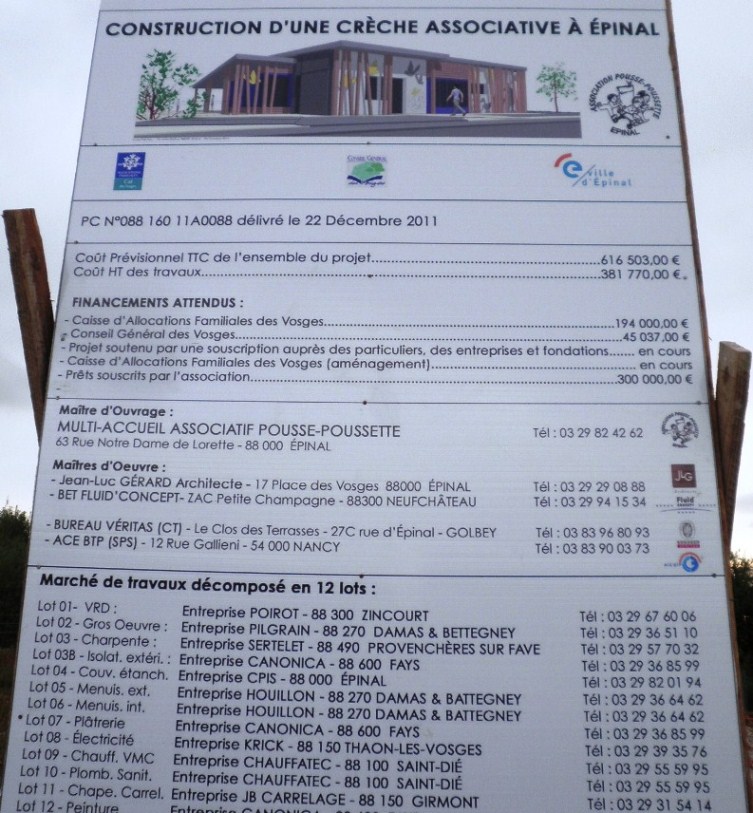 CONSTRUCTION D'UNE CRÈCHE ASSOCIATIVE À ÉPINAL
ASSOCIATION POUSSE-POUSSETTE
EPINAL
ville
d'Épinal
PC N°088 160 11A0088 délivré le 22 Décembre 2011
Coût Prévisionnel TTC de l'ensemble du projet....................616 503,00 €
Coût HT des travaux....................381 770,00 €.
FINANCEMENTS ATTENDUS :
- Caisse d'Allocations Familiales des Vosges....................194 000,00 €
- Conseil Général des Vosges....................45 037,00 €
- Projet soutenu par une souscription auprès des particuliers, des entreprises et fondations....... en cours
- Caisse d'Allocations Familiales des Vosges (aménagement).................... en cours
- Prêts souscrits par l'association....................300 000,00 €
Maître d'Ouvrage :
MULTI-ACCUEIL ASSOCIATIF POUSSE-POUSSETTE Tél : 03 29 82 42 62
63 Rue Notre Dame de Lorette - 88 000 ÉPINAL
Maîtres d'Oeuvre :
- Jean-Luc GÉRARD Architecte - 17 Place des Vosges 88000 ÉPINAL Tél : 03 29 29 08 88
- BET FLUID'CONCEPT- ZAC Petite Champagne - 88300 NEUFCHÂTEAU Tél : 03 29 94 15 34
- BUREAU VÉRITAS (CT) - Le Clos des Terrasses - 27C rue d'Épinal - GOLBEY Tél : 03 83 96 80 93
- ACE BTP (SPS) - 12 Rue Gallieni - 54 000 NANCY Tél : 03 83 90 03 73
Marché de travaux décomposé en 12 lots :
Lot 01- VRD : Entreprise POIROT - 88 300 ZINCOURT Tél : 03 29 67 60 06
Lot 02 - Gros Oeuvre : Entreprise PILGRAIN - 88 270 DAMAS & BETTEGNEY Tél : 03 29 36 51 10
Lot 03 - Charpente : Entreprise SERTELET - 88 490 PROVENCHÈRES SUR FAVE Tél : 03 29 57 70 32
Lot 03B - Isolat. extéri. : Entreprise CANONICA - 88 600 FAYS Tél : 03 29 36 85 99
Lot 04 - Couv. étanch. Entreprise CPIS - 88 000 ÉPINAL Tél : 03 29 82 01 94
Lot 05 - Menuis. ext. Entreprise HOUILLON - 88 270 DAMAS & BATTEGNEY Tél : 03 29 36 64 62
Lot 06 - Menuis. int. Entreprise HOUILLON - 88 270 DAMAS & BATTEGNEY Tél : 03 29 36 64 62
Lot 07 - Plâtrerie Entreprise CANONICA - 88 600 FAYS Tél : 03 29 36 85 99
Lot 08 - Électricité Entreprise KRICK - 88 150 THAON-LES-VOSGES Tél : 03 29 39 35 76
Lot 09 - Chauff. VMC Entreprise CHAUFFATEC - 88 100 SAINT-DIÉ Tél : 03 29 55 59 95
Lot 10 - Plomb. Sanit. Entreprise CHAUFFATEC - 88 100 SAINT-DIÉ Tél : 03 29 55 59 95
Lot 11 - Chape. Carrel. Entreprise JB CARRELAGE - 88 150 GIRMONT Tél : 03 29 31 54 14
Lot 12 - Peinture Entreprise CANONICA